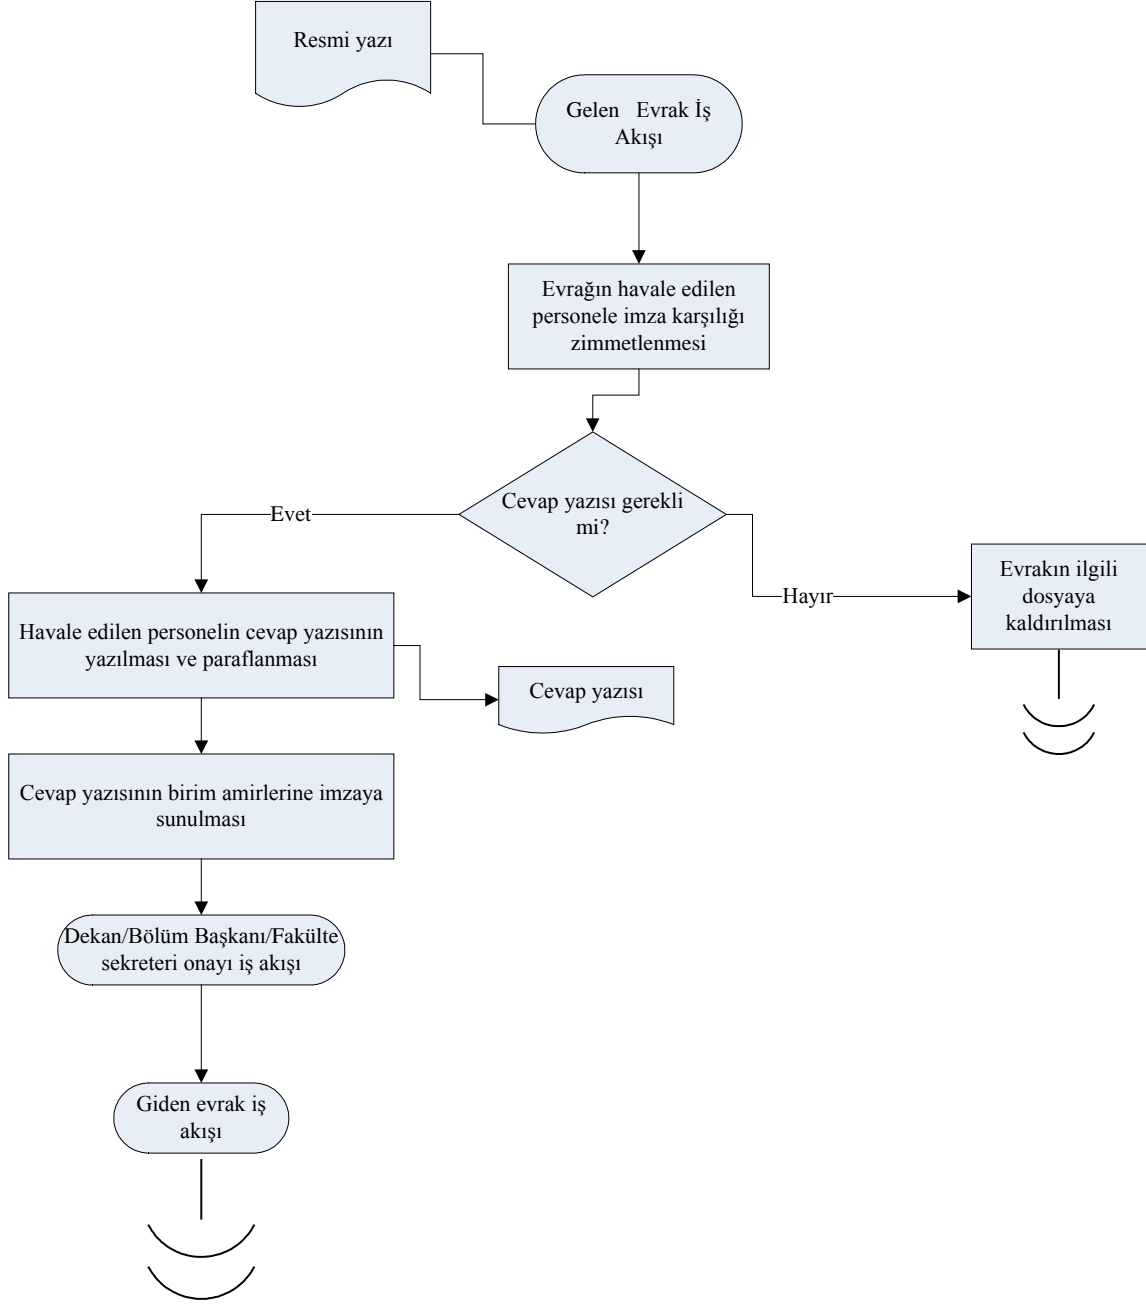 Resmi yazı
Gelen   Evrak İş
Akışı
Evrağın havale edilen
personele imza karşılığı
zimmetlenmesi
Cevap yazısı gerekli
mi?
Evet
Hayır
Evrakın ilgili
dosyaya
kaldırılması
Havale edilen personelin cevap yazısının
yazılması ve paraflanması
Cevap yazısı
Cevap yazısının birim amirlerine imzaya
sunulması
Dekan/Bölüm Başkanı/Fakülte
sekreteri onayı iş akışı
Giden evrak iş
akışı